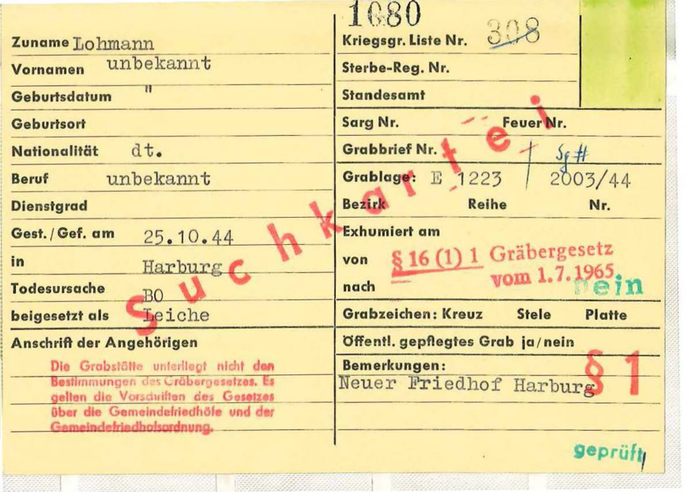 1080
Zuname Lohmann
Kriegsgr. Liste Nr. 308
Vornamen unbekannt
Sterbe-Reg. Nr.
Geburtsdatum "
Standesamt
Geburtsort
Sarg Nr. Feuer Nr.
Nationalität dt.
Grabbrief Nr.
Beruf unbekannt
Grablage: E 1223 / 2003/44
Dienstgrad
Bezirk Reihe Nr.
Gest./Gef. am 25.10.44
Exhumiert am
in Harburg
von § 16 (1) 1 Gräbergesetz
vom 1.7.1965
nach nein
Todesursache BO
beigesetzt als Leiche
Grabzeichen: Kreuz Stele Platte
Anschrift der Angehörigen
Öffentl. gepflegtes Grab ja/nein
Die Grabstätte unterliegt nicht den
Bestimmungen des Gräbergesetzes. Es
gelten die Vorschriften des Gesetzes
über die Gemeindefriedhöfe und der
Gemeindefriedhofsordnung.
Bemerkungen:
Neuer Friedhof Harburg
§ 1
Suchkartei
geprüft